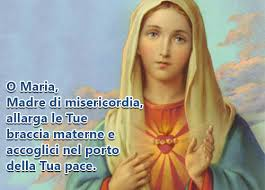 O Maria,
Madre di misericordia,
allarga le Tue
braccia materne e
accoglici nel porto
della Tua pace.